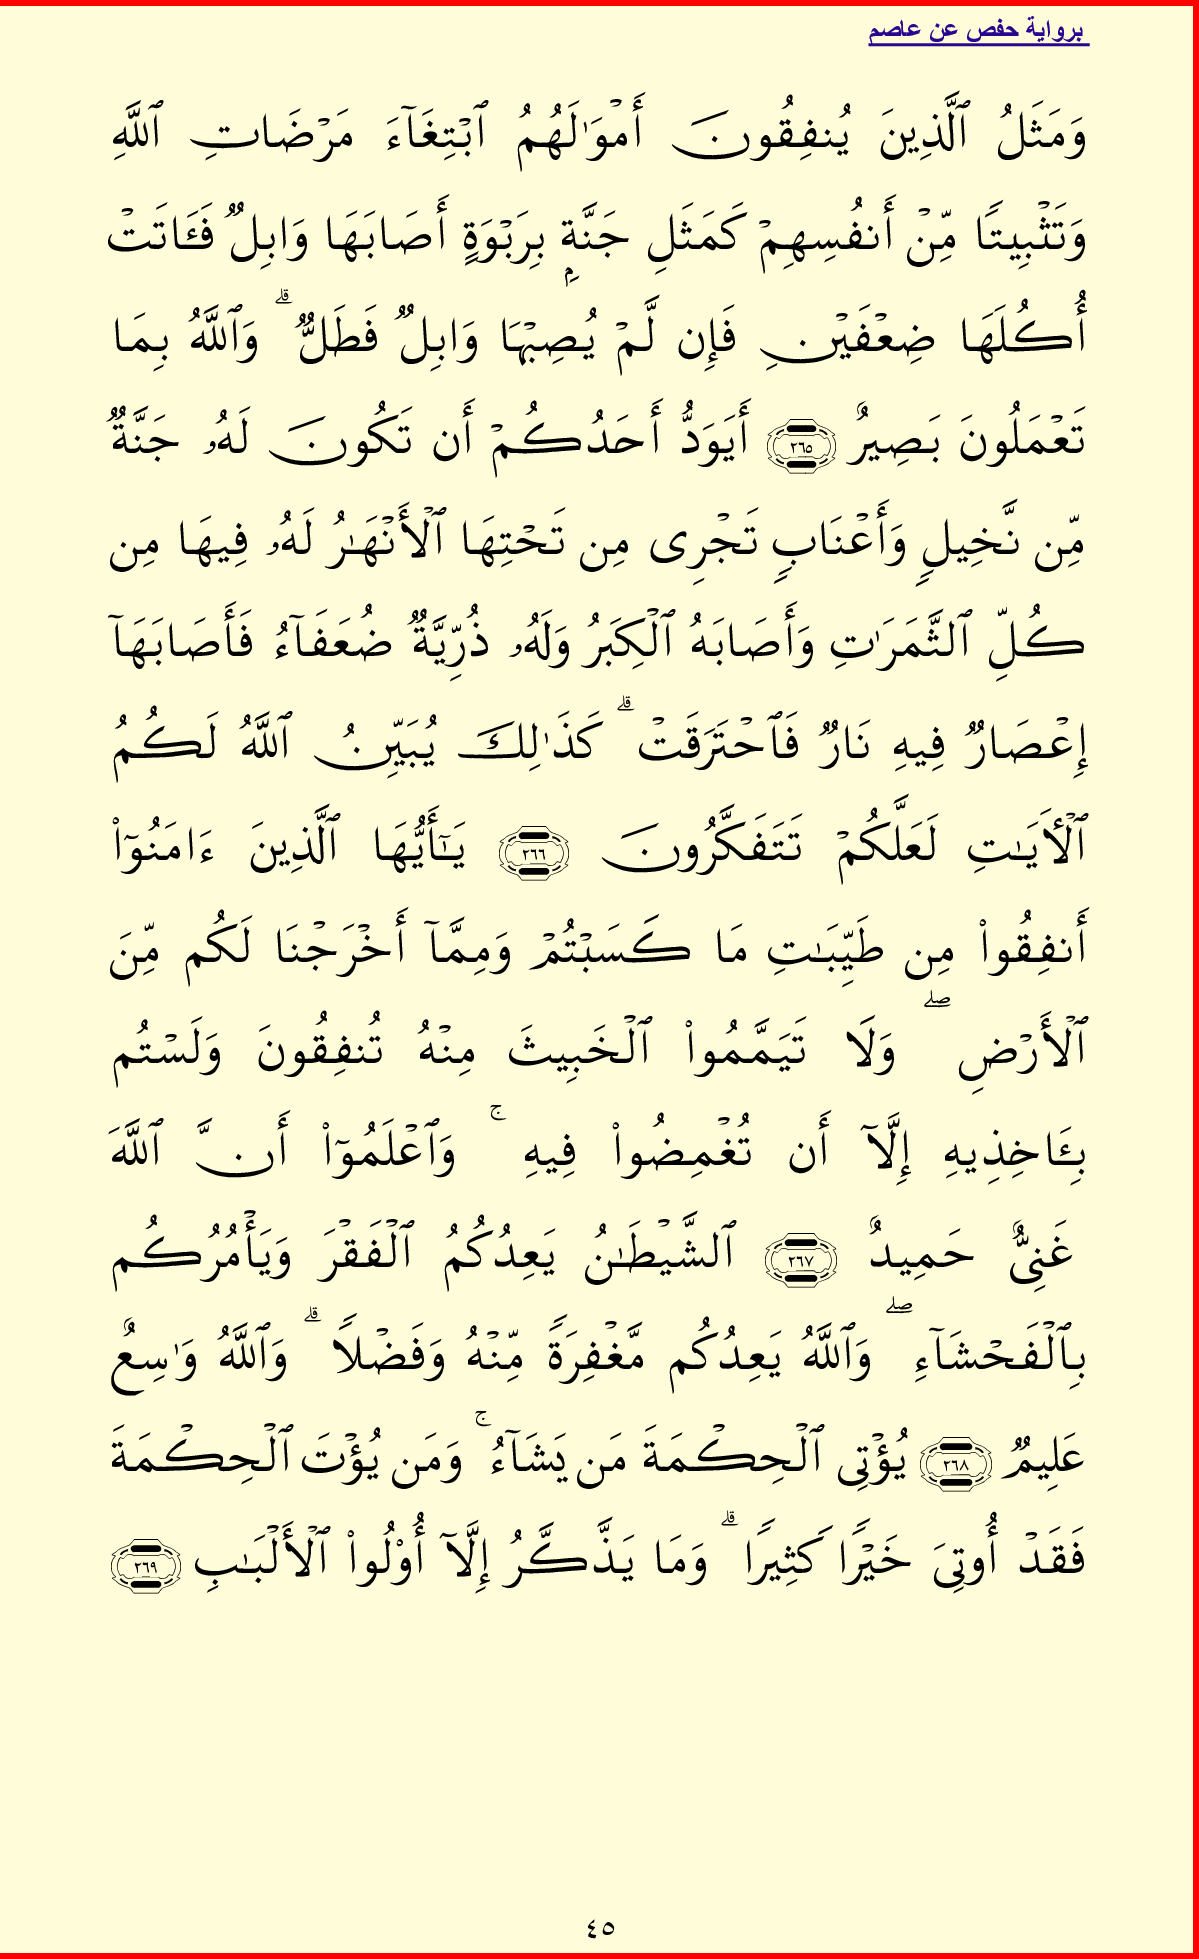 برواية حفص عن عاصم
وَمَثَلُ ٱلَّذِينَ يُنفِقُونَ أَمۡوَٰلَهُمُ ٱبۡتِغَآءَ مَرۡضَاتِ ٱللَّهِ
وَتَثۡبِيتٗا مِّنۡ أَنفُسِهِمۡ كَمَثَلِ جَنَّةِۭ بِرَبۡوَةٍ أَصَابَهَا وَابِلٞ فَـَٔاتَتۡ
أُكُلَهَا ضِعۡفَيۡنِ فَإِن لَّمۡ يُصِبۡهَا وَابِلٞ فَطَلّٞۗ وَٱللَّهُ بِمَا
تَعۡمَلُونَ بَصِيرٌ ٢٦٥ أَيَوَدُّ أَحَدُكُمۡ أَن تَكُونَ لَهُۥ جَنَّةٞ
مِّن نَّخِيلٖ وَأَعۡنَابٖ تَجۡرِى مِن تَحۡتِهَا ٱلۡأَنۡهَٰرُ لَهُۥ فِيهَا مِن
كُلِّ ٱلثَّمَرَٰتِ وَأَصَابَهُ ٱلۡكِبَرُ وَلَهُۥ ذُرِّيَّةٞ ضُعَفَآءُ فَأَصَابَهَآ
إِعۡصَارٞ فِيهِ نَارٞ فَٱحۡتَرَقَتۡۗ كَذَٰلِكَ يُبَيِّنُ ٱللَّهُ لَكُمُ
ٱلۡأٓيَٰتِ لَعَلَّكُمۡ تَتَفَكَّرُونَ ٢٦٦ يَٰٓأَيُّهَا ٱلَّذِينَ ءَامَنُوٓاْ
أَنفِقُواْ مِن طَيِّبَٰتِ مَا كَسَبۡتُمۡ وَمِمَّآ أَخۡرَجۡنَا لَكُم مِّنَ
ٱلۡأَرۡضِۖ وَلَا تَيَمَّمُواْ ٱلۡخَبِيثَ مِنۡهُ تُنفِقُونَ وَلَسۡتُم
بِـَٔاخِذِيهِ إِلَّآ أَن تُغۡمِضُواْ فِيهِۚ وَٱعۡلَمُوٓاْ أَنَّ ٱللَّهَ
غَنِىٌّ حَمِيدٌ ٢٦٧ ٱلشَّيۡطَٰنُ يَعِدُكُمُ ٱلۡفَقۡرَ وَيَأۡمُرُكُم
بِٱلۡفَحۡشَآءِۖ وَٱللَّهُ يَعِدُكُم مَّغۡفِرَةٗ مِّنۡهُ وَفَضۡلٗاۗ وَٱللَّهُ وَٰسِعٌ
عَلِيمٞ ٢٦٨ يُؤۡتِى ٱلۡحِكۡمَةَ مَن يَشَآءُۚ وَمَن يُؤۡتَ ٱلۡحِكۡمَةَ
فَقَدۡ أُوتِىَ خَيۡرٗا كَثِيرٗاۗ وَمَا يَذَّكَّرُ إِلَّآ أُوْلُواْ ٱلۡأَلۡبَٰبِ ٢٦٩
٤٥